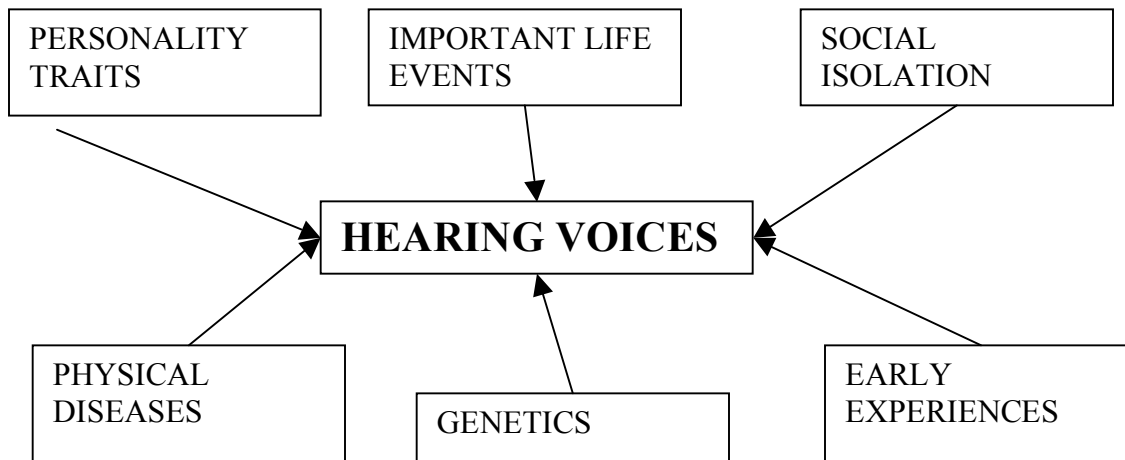 PERSONALITY
TRAITS
IMPORTANT LIFE
EVENTS
SOCIAL
ISOLATION
HEARING VOICES
PHYSICAL
DISEASES
GENETICS
EARLY
EXPERIENCES